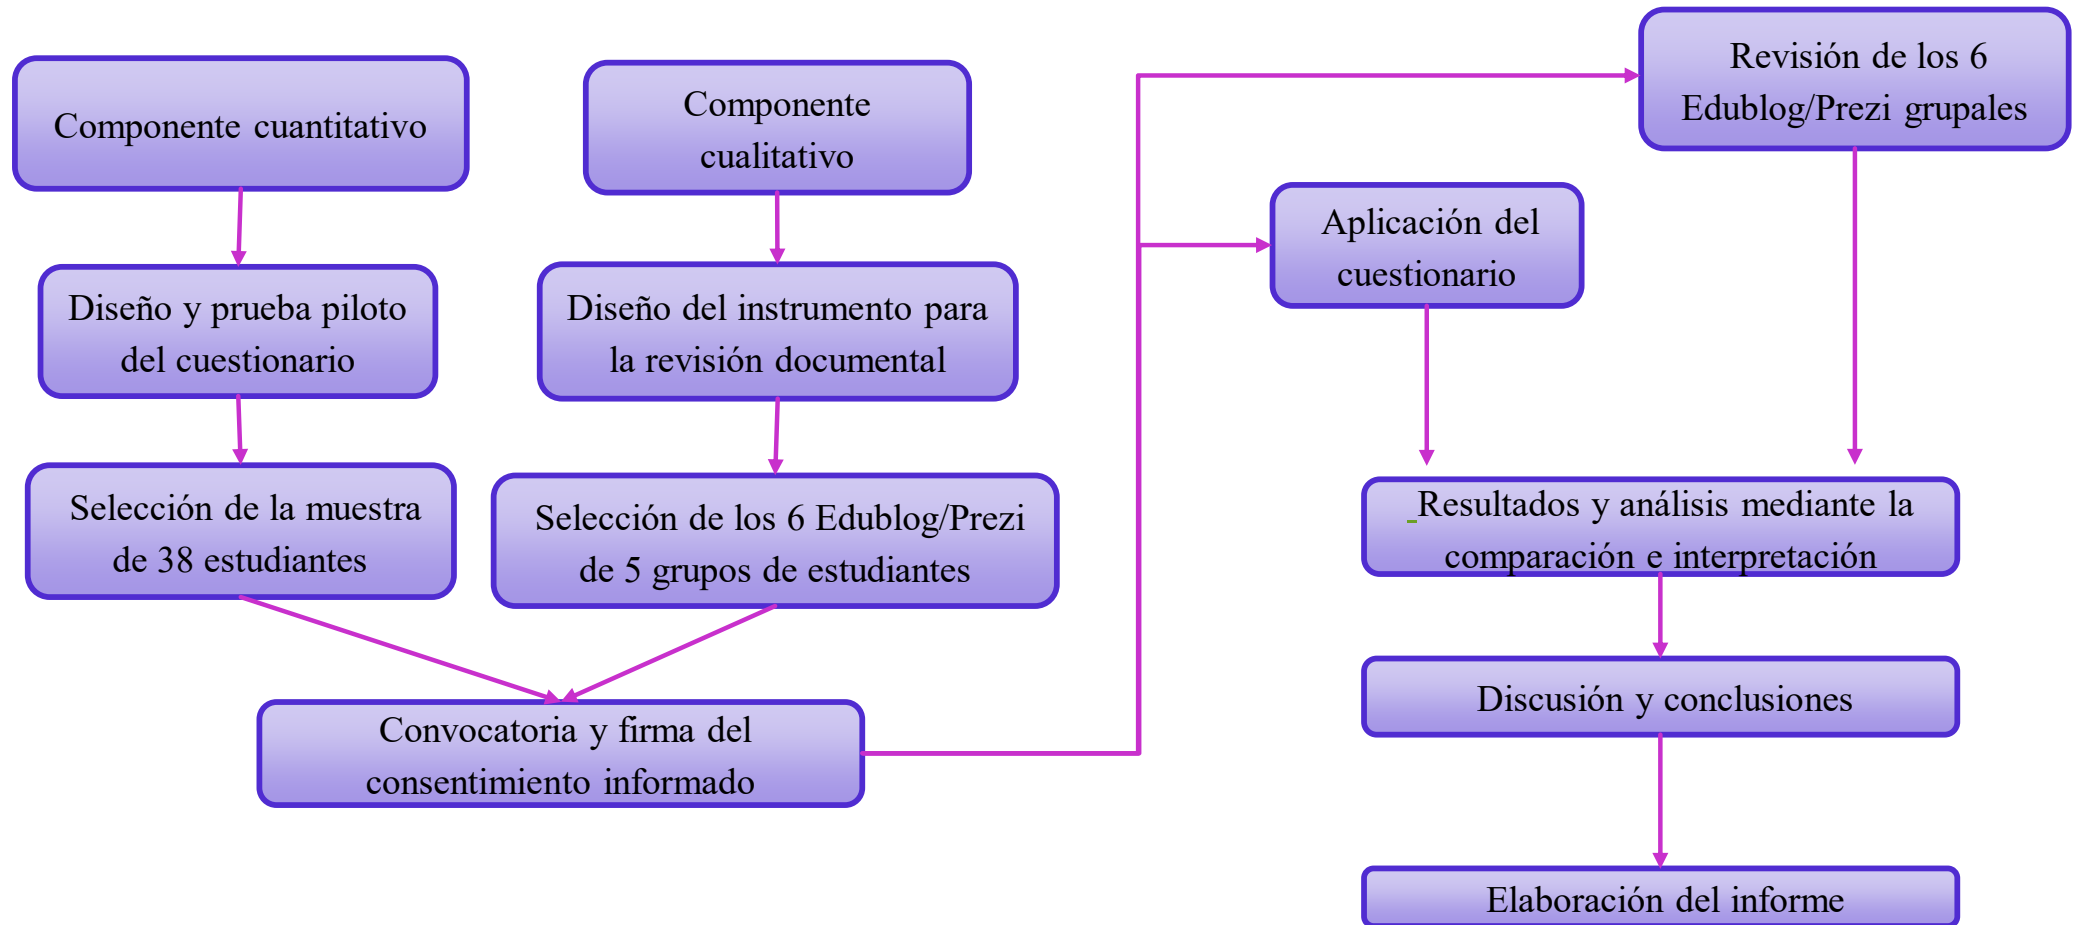 Componente cuantitativo
Diseño y prueba piloto
del cuestionario
Selección de la muestra
de 38 estudiantes
Componente
cualitativo
Diseño del instrumento para
la revisión documental
Selección de los 6 Edublog/Prezi
de 5 grupos de estudiantes
Convocatoria y firma del
consentimiento informado
Revisión de los 6
Edublog/Prezi grupales
Aplicación del
cuestionario
Resultados y análisis mediante la
comparación e interpretación
Discusión y conclusiones
Elaboración del informe